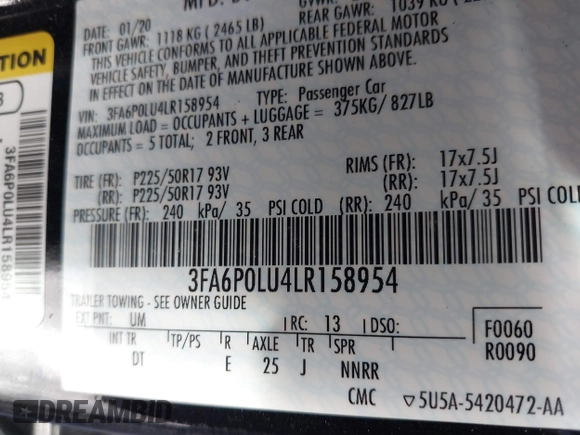 DATE: 01/20
FRONT GAWR: 1118 KG ( 2465 LB)
REAR GAWR:
THIS VEHICLE CONFORMS TO ALL APPLICABLE FEDERAL MOTOR
VEHICLE SAFETY, BUMPER, AND THEFT PREVENTION STANDARDS
IN EFFECT ON THE DATE OF MANUFACTURE SHOWN ABOVE.
VIN: 3FA6P0LU4LR158954 TYPE: Passenger Car
MAXIMUM LOAD = OCCUPANTS + LUGGAGE = 375KG/ 827LB
OCCUPANTS = 5 TOTAL; 2 FRONT, 3 REAR
TIRE (FR): P225/50R17 93V RIMS (FR): 17x7.5J
(RR): P225/50R17 93V (RR): 17x7.5J
PRESSURE (FR): 240 kPa/ 35 PSI COLD (RR): 240 kPa/ 35 PSI COLD
3FA6P0LU4LR158954
TRAILER TOWING - SEE OWNER GUIDE
EXT PNT: UM RC: 13 DSO: F0060
INT TR TP/PS R AXLE TR SPR R0090
DT E 25 J NNRR
CMC ▽5U5A-5420472-AA
3FA6P0LU4LR158954
DREAMBID